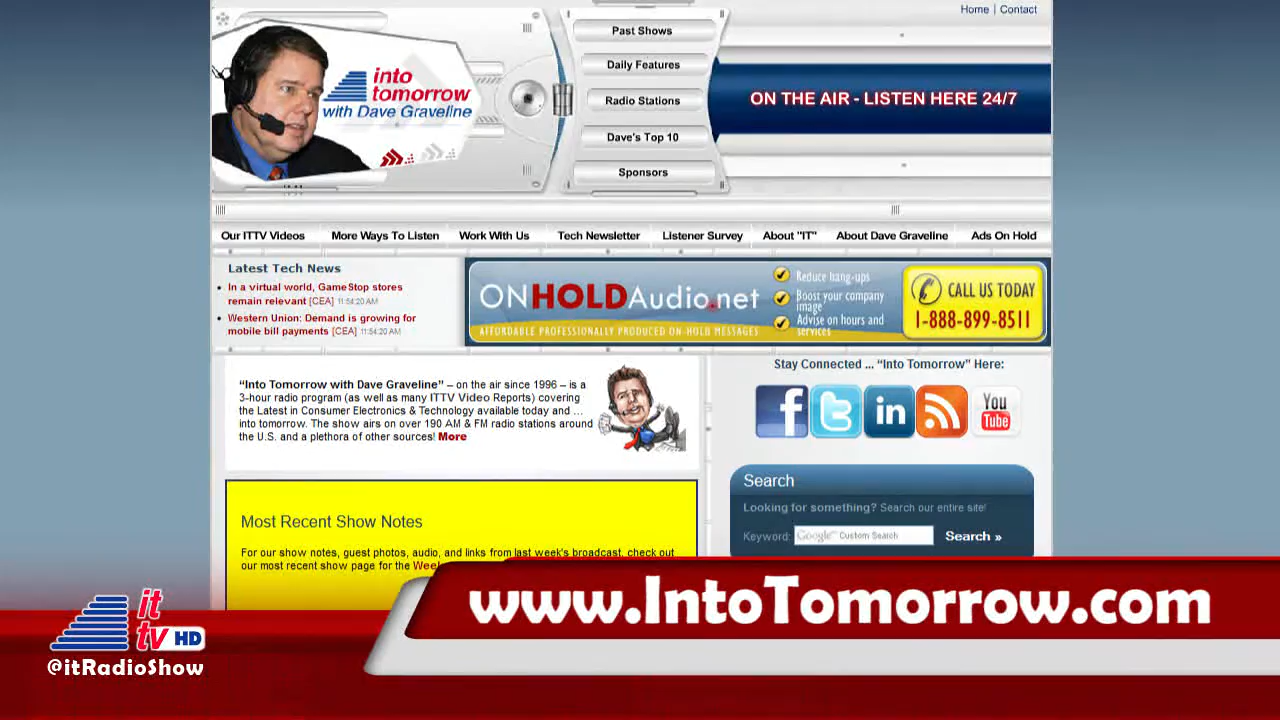 Home | Contact
into
tomorrow
with Dave Graveline
Past Shows
Daily Features
Radio Stations
Dave's Top 10
Sponsors
ON THE AIR - LISTEN HERE 24/7
Our ITTV Videos
More Ways To Listen
Work With Us
Tech Newsletter
Listener Survey
About "IT"
About Dave Graveline
Ads On Hold
Latest Tech News
In a virtual world, GameStop stores
remain relevant [CEA] 11:54:20 AM
Western Union: Demand is growing for
mobile bill payments [CEA] 11:54:20 AM
ONHOLDAudio.net
AFFORDABLE PROFESSIONALLY PRODUCED ON-HOLD MESSAGES
Reduce hang-ups
Boost your company
image
Advise on hours and
services
CALL US TODAY
1-888-899-8511
“Into Tomorrow with Dave Graveline” – on the air since 1996 – is a
3-hour radio program (as well as many ITTV Video Reports) covering
the Latest in Consumer Electronics & Technology available today and ...
into tomorrow. The show airs on over 190 AM & FM radio stations around
the U.S. and a plethora of other sources! More
Stay Connected ... “Into Tomorrow” Here:
f
t
in
You
Tube
Search
Looking for something? Search our entire site!
Keyword: Google™ Custom Search Search »
Most Recent Show Notes
For our show notes, guest photos, audio, and links from last week's broadcast, check out
our most recent show page for the
www.IntoTomorrow.com
it
tv HD
@itRadioShow